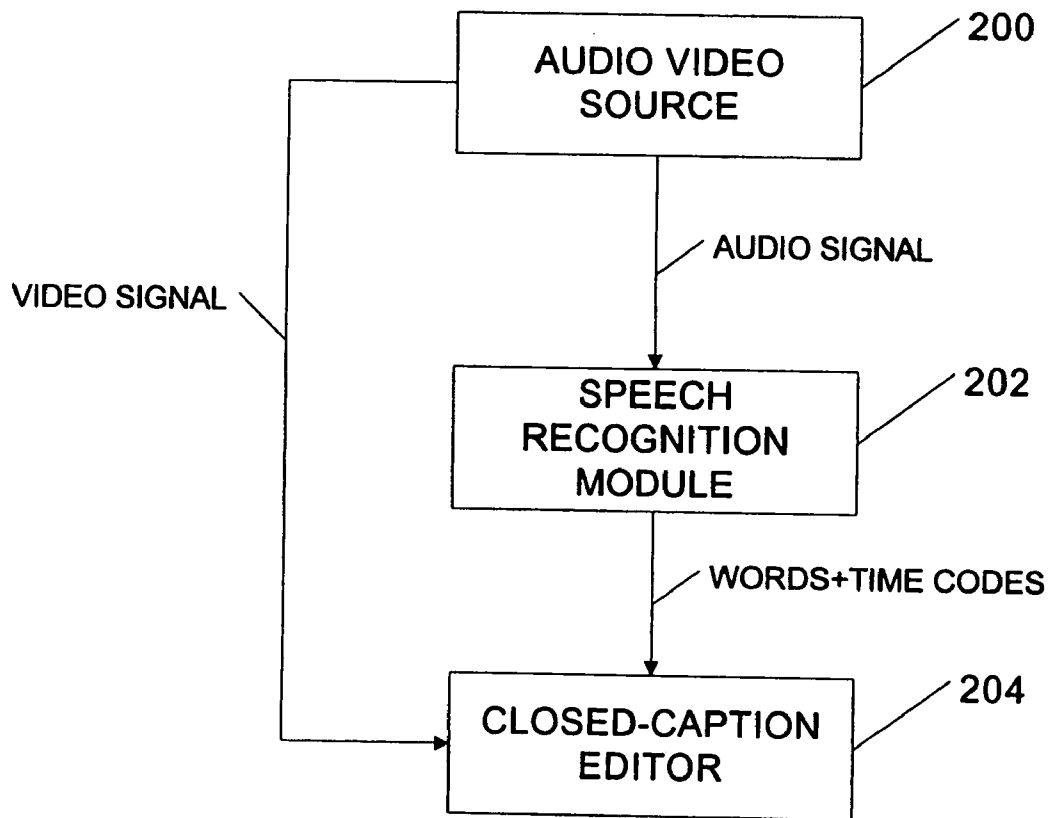 200
AUDIO VIDEO
SOURCE
AUDIO SIGNAL
VIDEO SIGNAL
202
SPEECH
RECOGNITION
MODULE
WORDS+TIME CODES
204
CLOSED-CAPTION
EDITOR